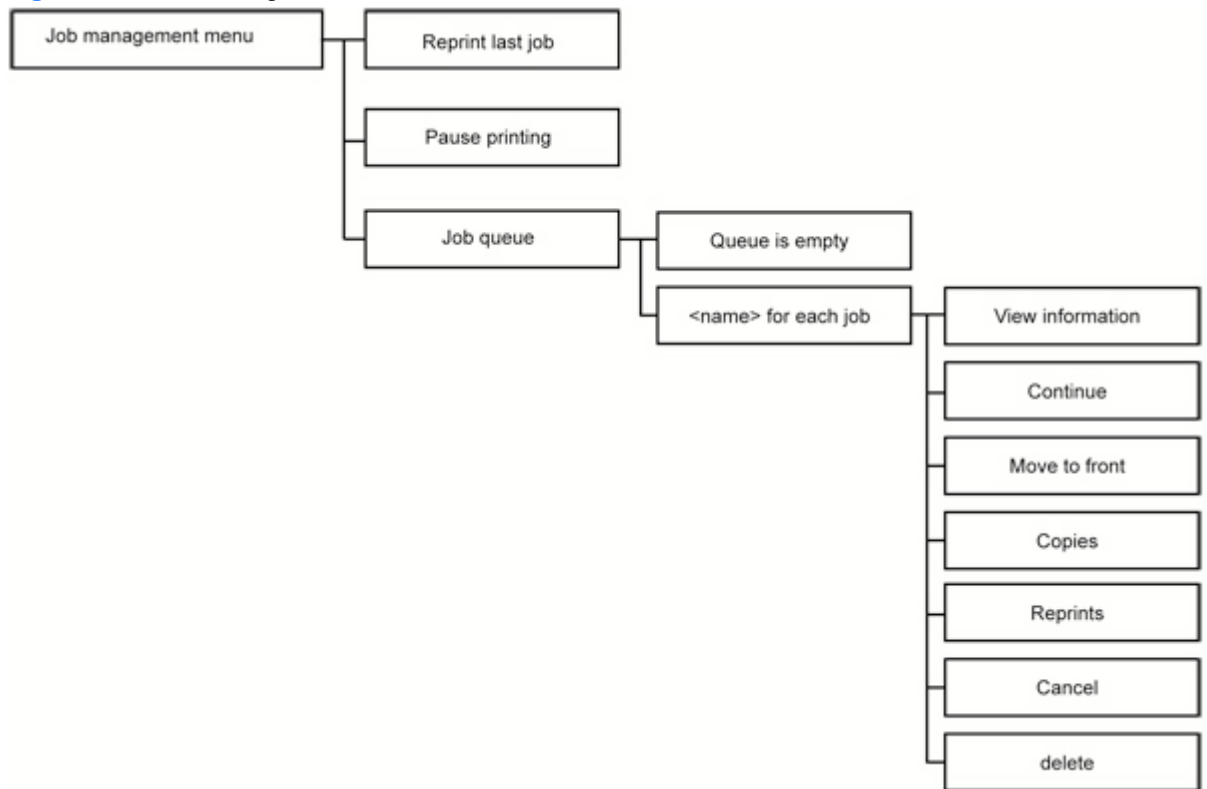 Job management menu
Reprint last job
Pause printing
Job queue
Queue is empty
<name> for each job
View information
Continue
Move to front
Copies
Reprints
Cancel
delete